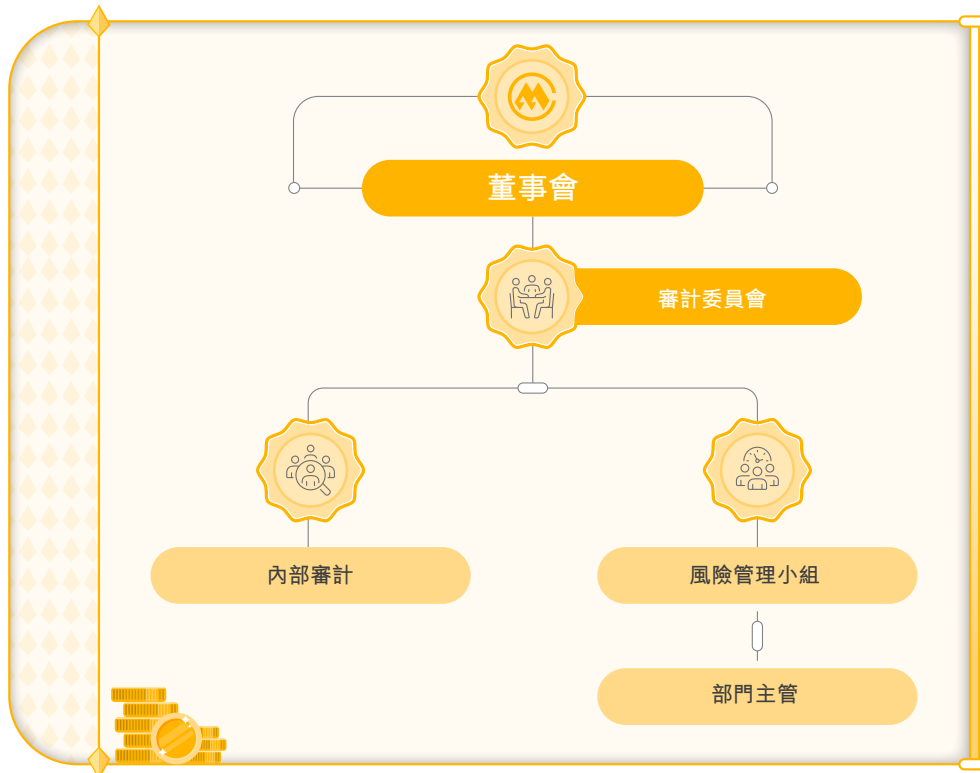 董事會
審計委員會
內部審計
風險管理小組
部門主管